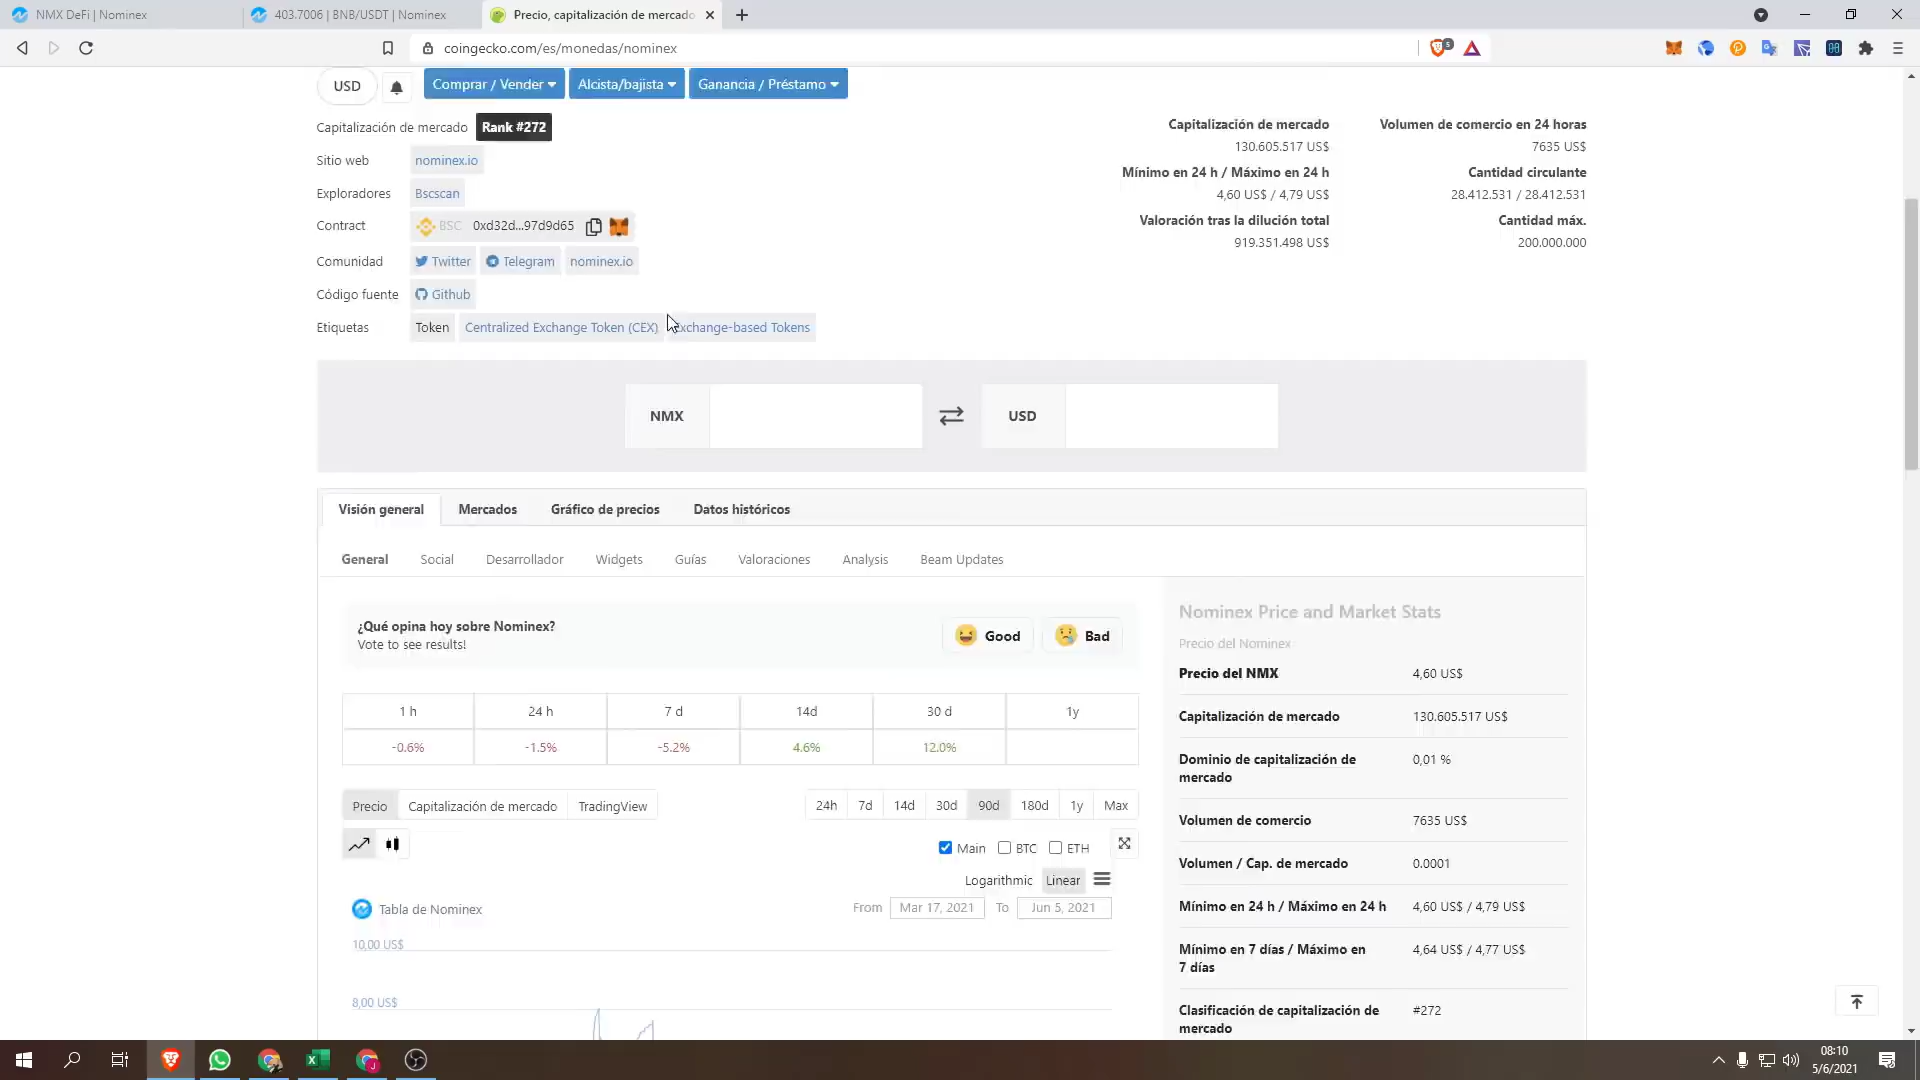 NMX DeFi | Nominex
403.7006 | BNB/USDT | Nominex
Precio, capitalización de mercado
coingecko.com/es/monedas/nominex
5
USD
Comprar / Vender
Alcista/bajista
Ganancia / Préstamo
Capitalización de mercado
Rank #272
Sitio web
nominex.io
Exploradores
Bscscan
Contract
BSC
0xd32d...97d9d65
Comunidad
Twitter
Telegram
nominex.io
Código fuente
Github
Etiquetas
Token
Centralized Exchange Token (CEX)
Exchange-based Tokens
Capitalización de mercado
130.605.517 US$
Mínimo en 24 h / Máximo en 24 h
4,60 US$ / 4,79 US$
Valoración tras la dilución total
919.351.498 US$
Volumen de comercio en 24 horas
7635 US$
Cantidad circulante
28.412.531 / 28.412.531
Cantidad máx.
200.000.000
NMX
USD
Visión general
Mercados
Gráfico de precios
Datos históricos
General
Social
Desarrollador
Widgets
Guías
Valoraciones
Analysis
Beam Updates
¿Qué opina hoy sobre Nominex?
Vote to see results!
Good
Bad
1 h
24 h
7 d
14d
30 d
1y
-0.6%
-1.5%
-5.2%
4.6%
12.0%
Precio
Capitalización de mercado
TradingView
24h
7d
14d
30d
90d
180d
1y
Max
Main
BTC
ETH
Logarithmic
Linear
Tabla de Nominex
From
Mar 17, 2021
To
Jun 5, 2021
10,00 US$
8,00 US$
Nominex Price and Market Stats
Precio del Nominex
Precio del NMX
4,60 US$
Capitalización de mercado
130.605.517 US$
Dominio de capitalización de
mercado
0,01 %
Volumen de comercio
7635 US$
Volumen / Cap. de mercado
0.0001
Mínimo en 24 h / Máximo en 24 h
4,60 US$ / 4,79 US$
Mínimo en 7 días / Máximo en
7 días
4,64 US$ / 4,77 US$
Clasificación de capitalización de
mercado
#272
08:10
5/6/2021